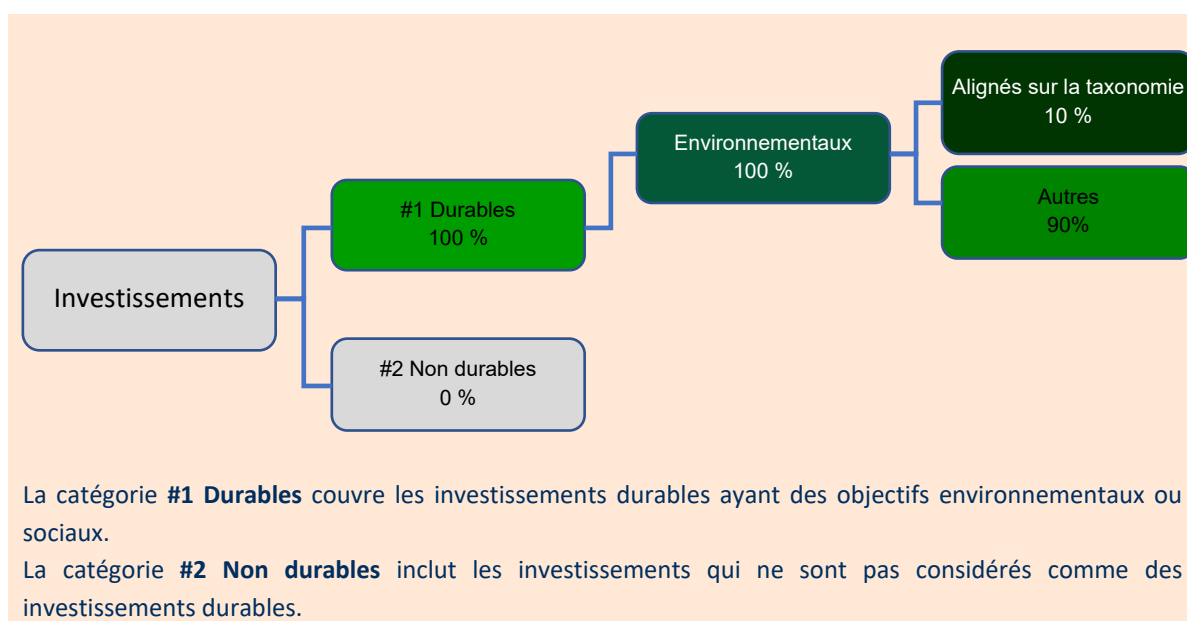 Alignés sur la taxonomie
10 %
Environnementaux
100 %
Autres
90%
#1 Durables
100 %
Investissements
#2 Non durables
0 %
La catégorie #1 Durables couvre les investissements durables ayant des objectifs environnementaux ou
sociaux.
La catégorie #2 Non durables inclut les investissements qui ne sont pas considérés comme des
investissements durables.